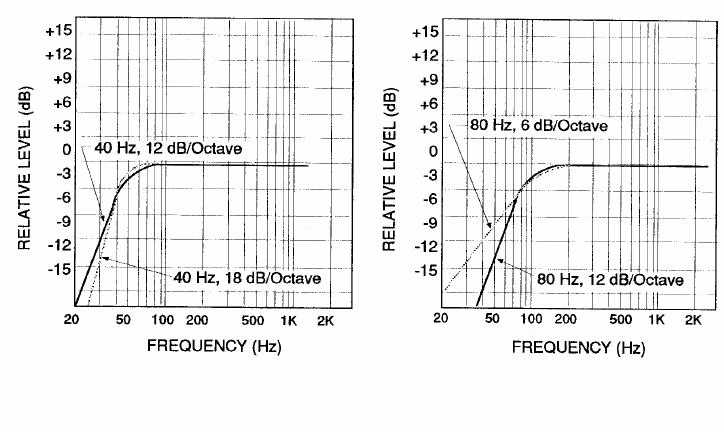 +15
+12
+9
+6
+3
0
-3
-6
-9
-12
-15
RELATIVE LEVEL (dB)
40 Hz, 12 dB/Octave
40 Hz, 18 dB/Octave
20 50 100 200 500 1K 2K
FREQUENCY (Hz)
+15
+12
+9
+6
+3
0
-3
-6
-9
-12
-15
RELATIVE LEVEL (dB)
80 Hz, 6 dB/Octave
80 Hz, 12 dB/Octave
20 50 100 200 500 1K 2K
FREQUENCY (Hz)